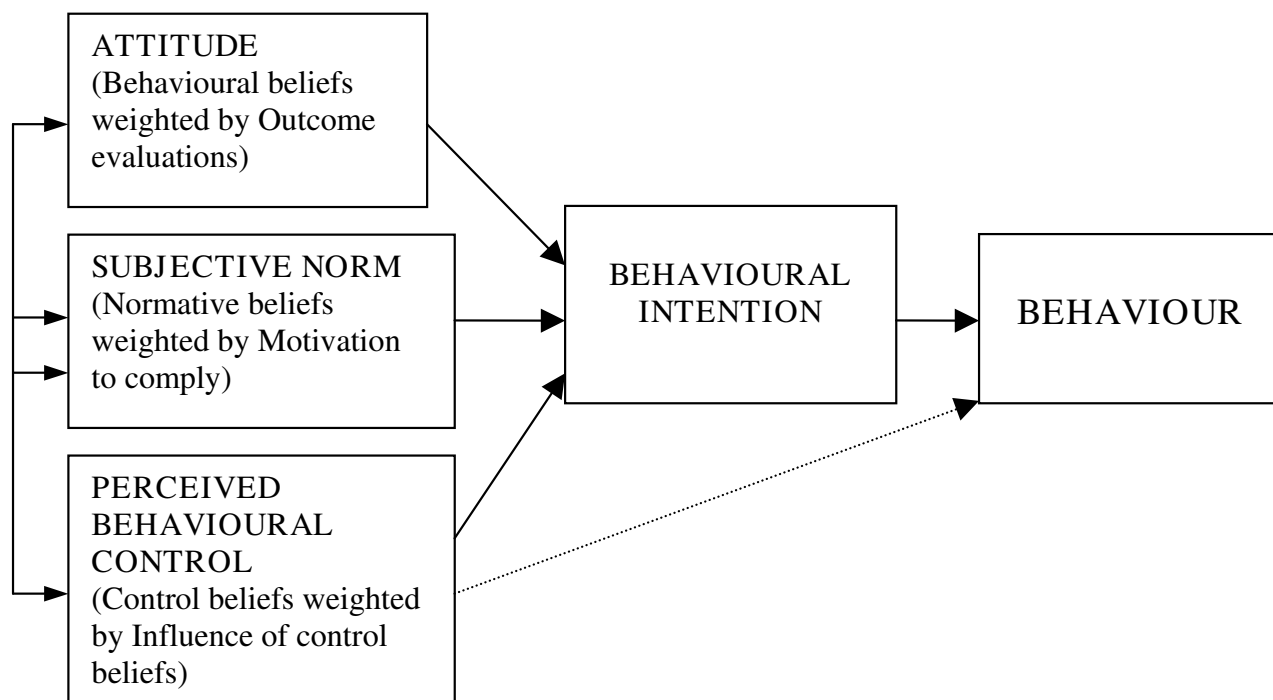 ATTITUDE
(Behavioural beliefs
weighted by Outcome
evaluations)
SUBJECTIVE NORM
(Normative beliefs
weighted by Motivation
to comply)
PERCEIVED
BEHAVIOURAL
CONTROL
(Control beliefs weighted
by Influence of control
beliefs)
BEHAVIOURAL
INTENTION
BEHAVIOUR